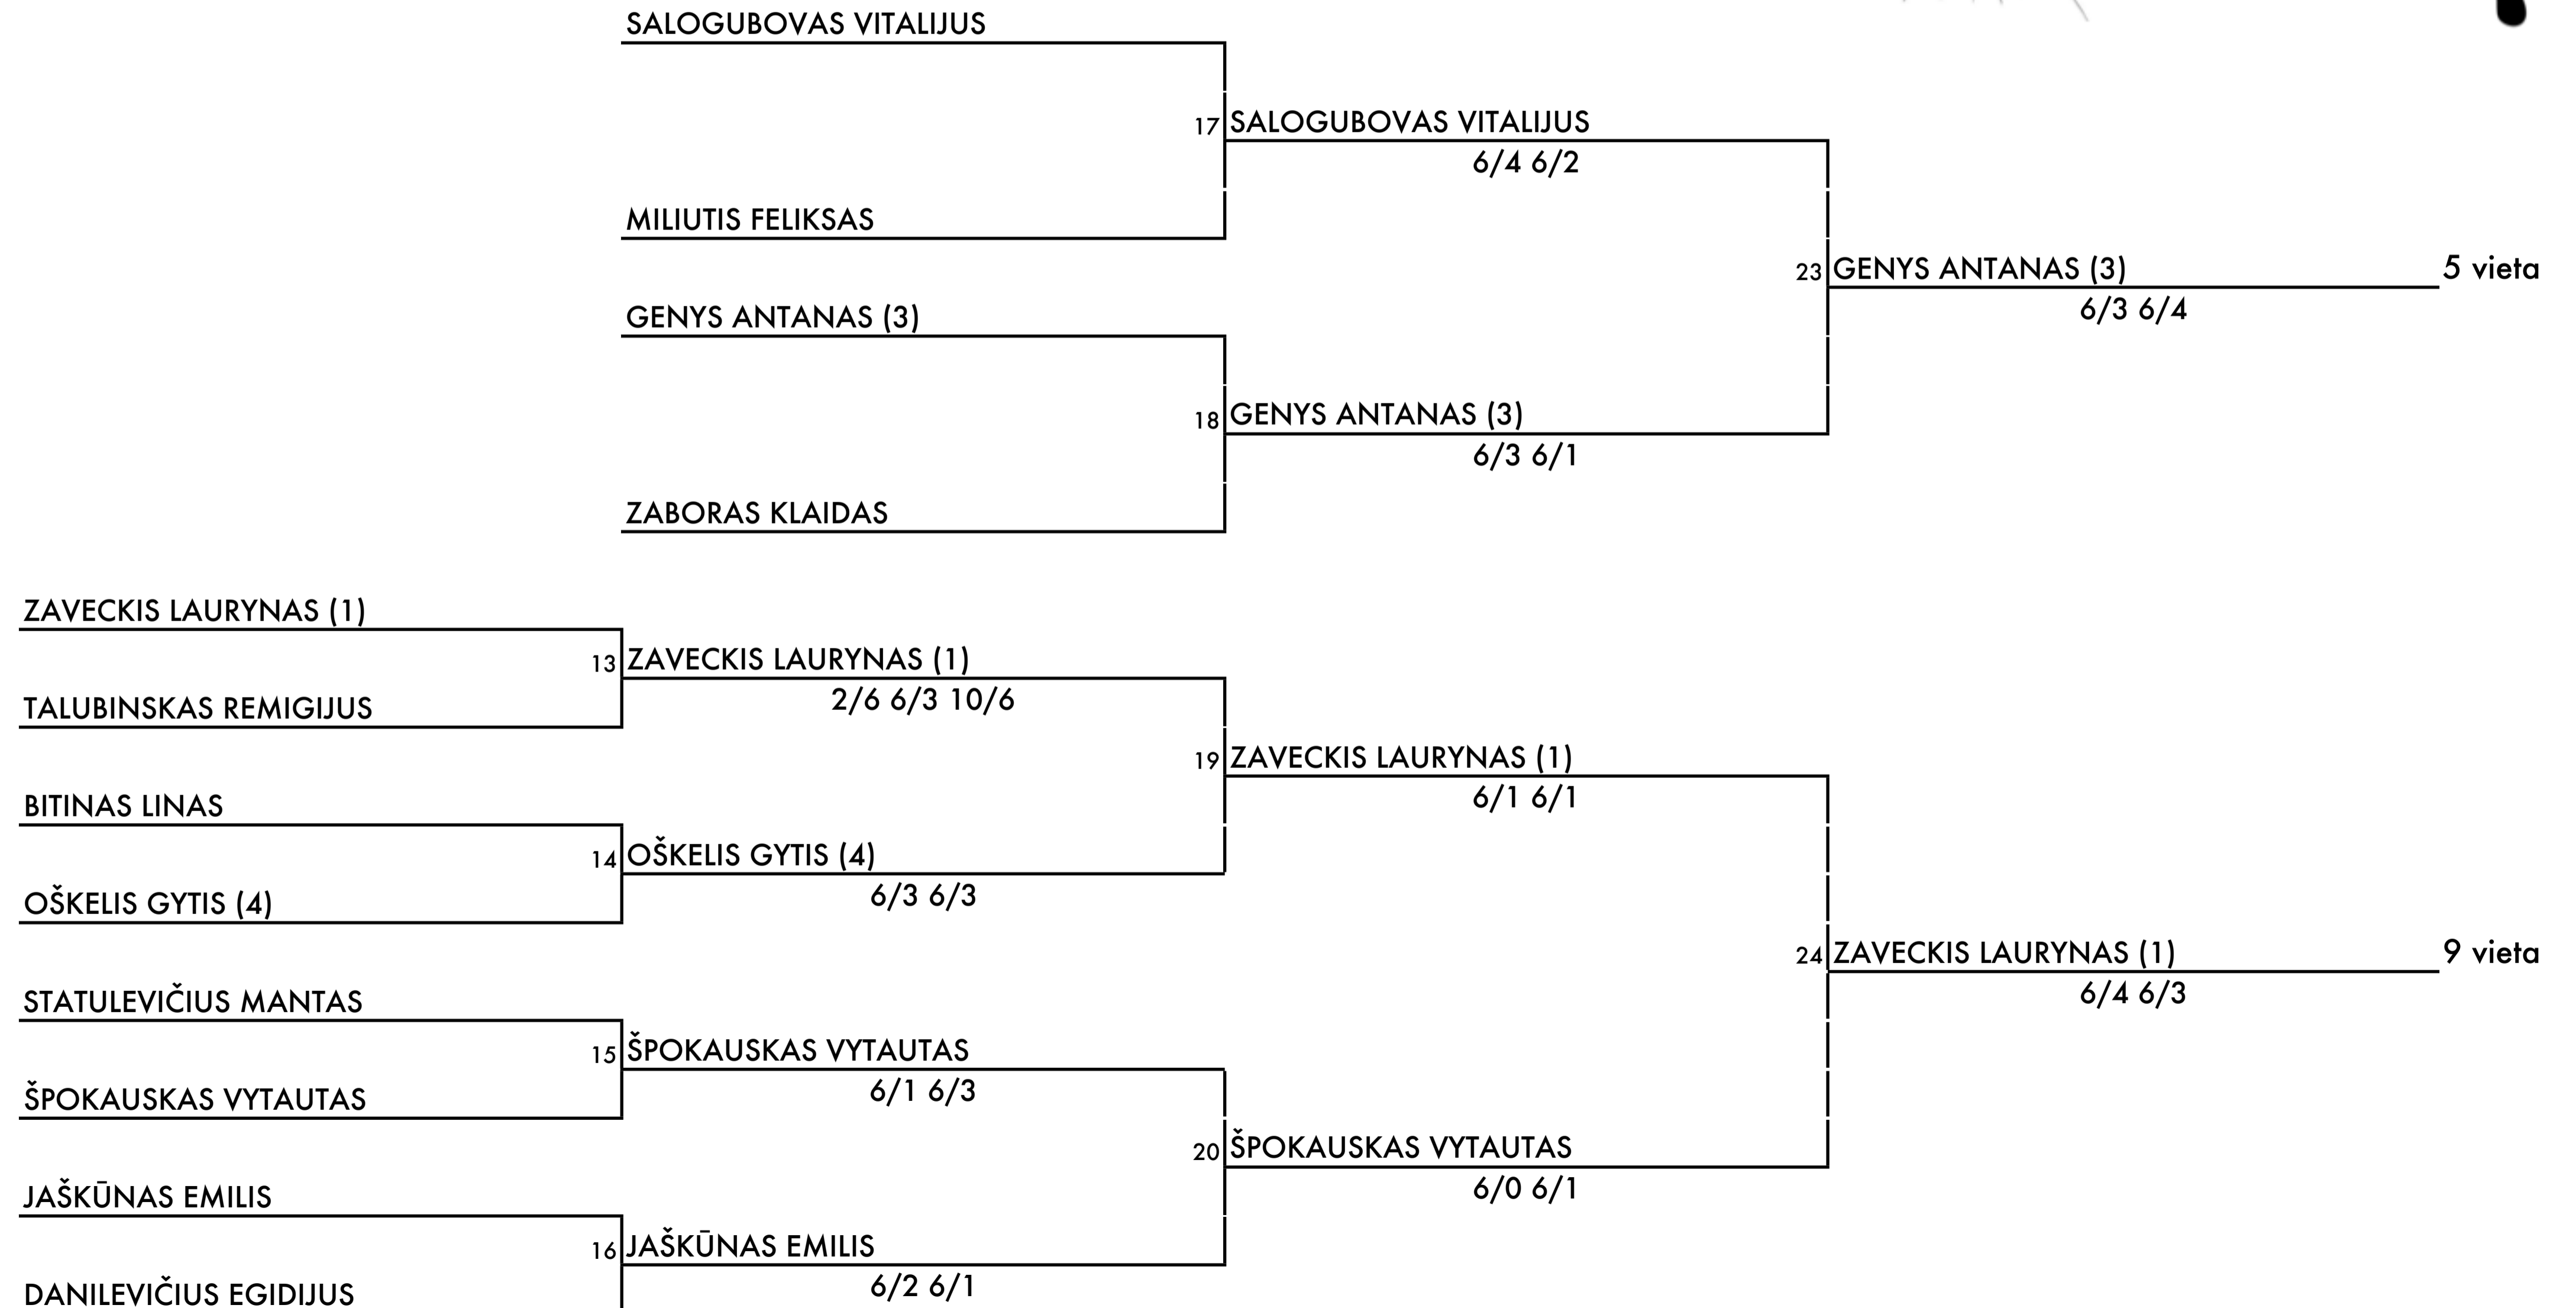 SALOGUBOVAS VITALIJUS
17 SALOGUBOVAS VITALIJUS
6/4 6/2
MILIUTIS FELIKSAS
23 GENYS ANTANAS (3) 5 vieta
6/3 6/4
GENYS ANTANAS (3)
18 GENYS ANTANAS (3)
6/3 6/1
ZABORAS KLAIDAS
ZAVECKIS LAURYNAS (1)
13 ZAVECKIS LAURYNAS (1)
2/6 6/3 10/6
TALUBINSKAS REMIGIJUS
19 ZAVECKIS LAURYNAS (1)
6/1 6/1
BITINAS LINAS
14 OŠKELIS GYTIS (4)
6/3 6/3
OŠKELIS GYTIS (4)
24 ZAVECKIS LAURYNAS (1) 9 vieta
6/4 6/3
STATULEVIČIUS MANTAS
15 ŠPOKAUSKAS VYTAUTAS
6/1 6/3
ŠPOKAUSKAS VYTAUTAS
20 ŠPOKAUSKAS VYTAUTAS
6/0 6/1
JAŠKŪNAS EMILIS
16 JAŠKŪNAS EMILIS
6/2 6/1
DANILEVIČIUS EGIDIJUS